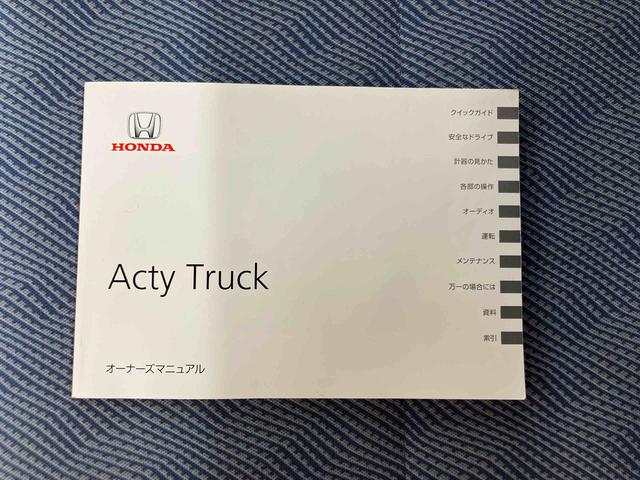 HONDA
Acty Truck
オーナーズマニュアル
クイックガイド
安全なドライブ
計器の見かた
各部の操作
オーディオ
運転
メンテナンス
万一の場合には
資料
索引